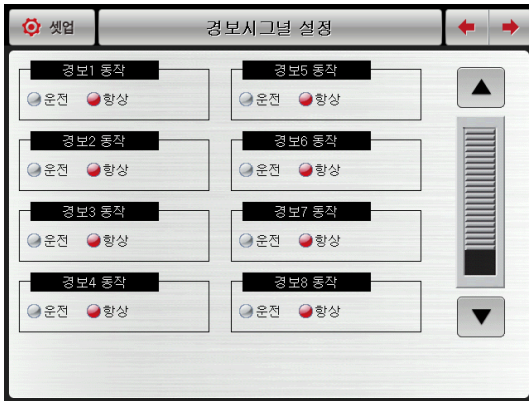 셋업 경보시그널 설정
경보1 동작 경보5 동작
운전 항상 운전 항상
경보2 동작 경보6 동작
운전 항상 운전 항상
경보3 동작 경보7 동작
운전 항상 운전 항상
경보4 동작 경보8 동작
운전 항상 운전 항상